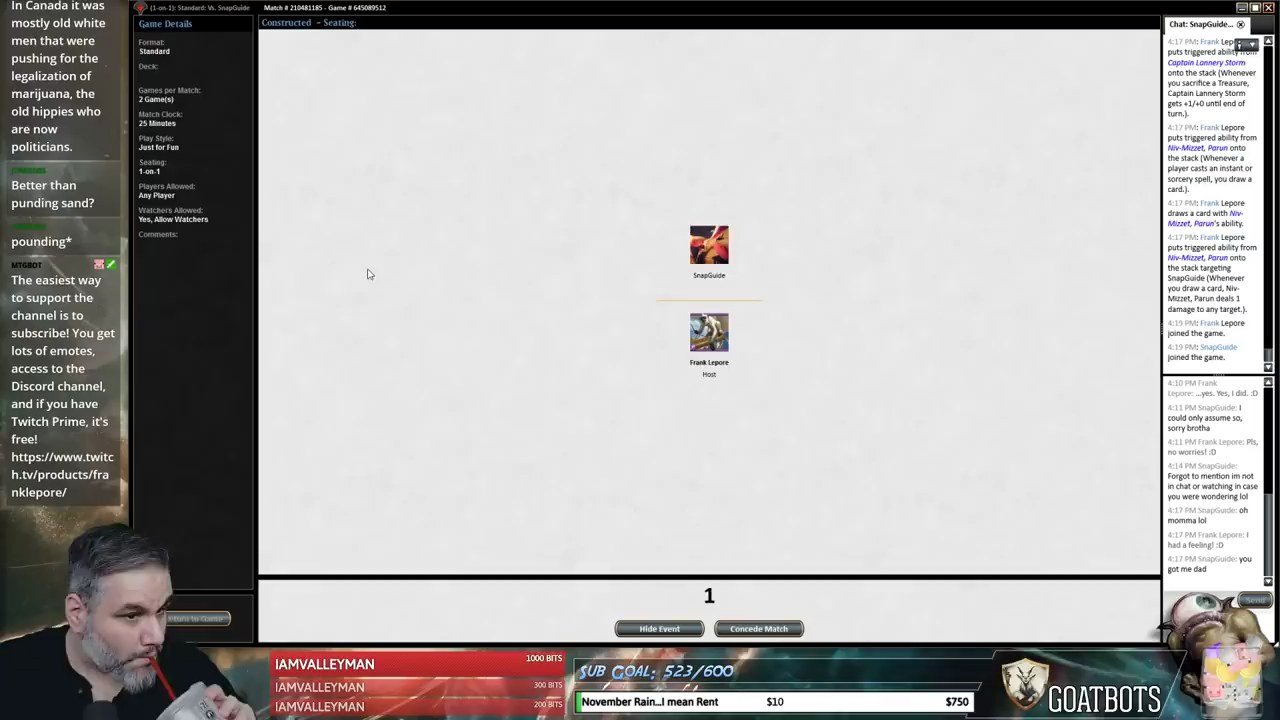 In Canada it was
most men that were
pushing for the
legalization of
marijuana, the
old hippies who
are now
politicians.
Better than
punding sand?
pounding*
MTGBOT
The easiest way
to support the
channel is to
subscribe! You get
lots of emotes,
access to the
Discord channel,
and if you have
Twitch Prime, it's
free!
https://www.twitc
h.tv/products/fra
nklepore/
(1-on-1): Standard: Vs. SnapGuide
Match # 210481185 - Game # 645089512
Game Details
Format:
Standard
Deck:
Games per Match:
2 Game(s)
Match Clock:
25 Minutes
Play Style:
Just for Fun
Seating:
1-on-1
Players Allowed:
Any Player
Watchers Allowed:
Yes, Allow Watchers
Comments:
Return to Game
Constructed - Seating:
SnapGuide
Frank Lepore
Host
1
Hide Event
Concede Match
Chat: SnapGuide...
4:17 PM: Frank Lepore
puts triggered ability from
Captain Lannery Storm
onto the stack (Whenever
you sacrifice a Treasure,
Captain Lannery Storm
gets +1/+0 until end of
turn.).
4:17 PM: Frank Lepore
puts triggered ability from
Niv-Mizzet, Parun onto
the stack (Whenever a
player casts an instant or
sorcery spell, you draw a
card.).
4:17 PM: Frank Lepore
draws a card with Niv-
Mizzet, Parun's ability.
4:17 PM: Frank Lepore
puts triggered ability from
Niv-Mizzet, Parun onto
the stack targeting
SnapGuide (Whenever
you draw a card, Niv-
Mizzet, Parun deals 1
damage to any target.).
4:19 PM: Frank Lepore
joined the game.
4:19 PM: SnapGuide
joined the game.
4:10 PM Frank
Lepore: ...yes. Yes, I did. :D
4:11 PM SnapGuide: I
could only assume so,
sorry brotha
4:11 PM Frank Lepore: Pls,
no worries! :D
4:14 PM SnapGuide:
Forgot to mention im not
in chat or watching in case
you were wondering lol
4:17 PM SnapGuide: oh
momma lol
4:17 PM Frank Lepore: I
had a feeling! :D
4:17 PM SnapGuide: you
got me dad
Send
IAMVALLEYMAN 1000 BITS
IAMVALLEYMAN 300 BITS
IAMVALLEYMAN 200 BITS
SUB GOAL: 523/600
November Rain...I mean Rent $10 $750
GOATBOTS